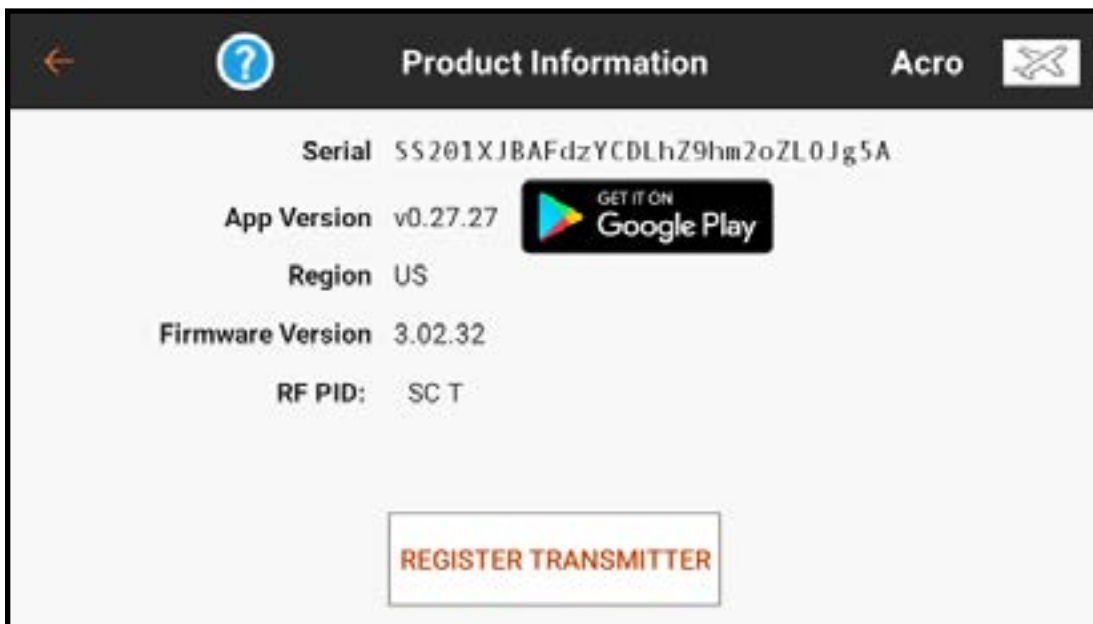 ? Product Information Acro
Serial SS201XJBAFdzYCDLhZ9hm2oZLOJg5A
App Version v0.27.27 GET IT ON Google Play
Region US
Firmware Version 3.02.32
RF PID: SC T
REGISTER TRANSMITTER